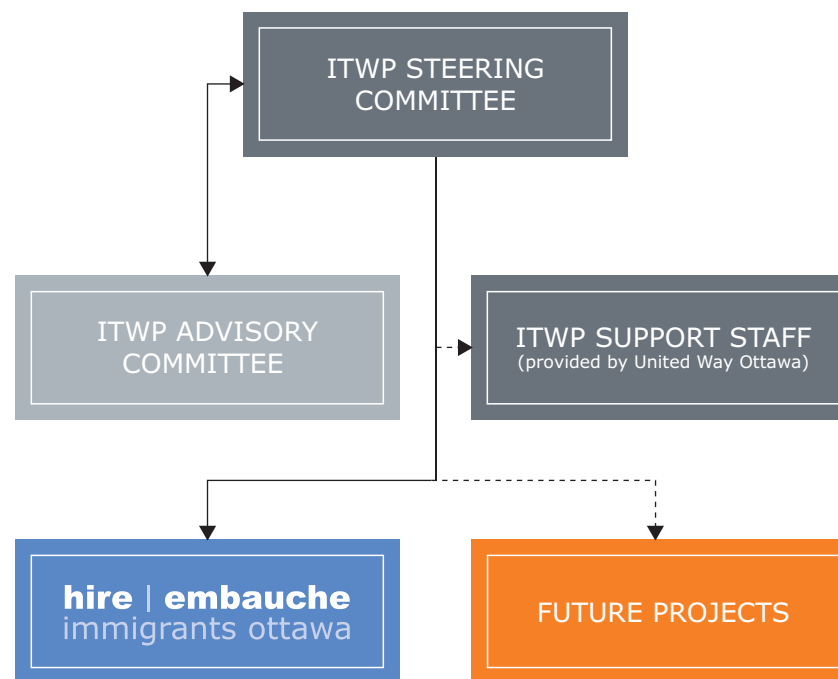 ITWP STEERING
COMMITTEE
ITWP ADVISORY
COMMITTEE
ITWP SUPPORT STAFF
(provided by United Way Ottawa)
hire | embauche
immigrants ottawa
FUTURE PROJECTS